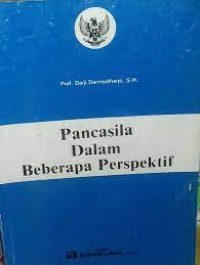 Prof. Darji Darmodiharjo, S.H.
Pancasila
Dalam
Beberapa Perspektif